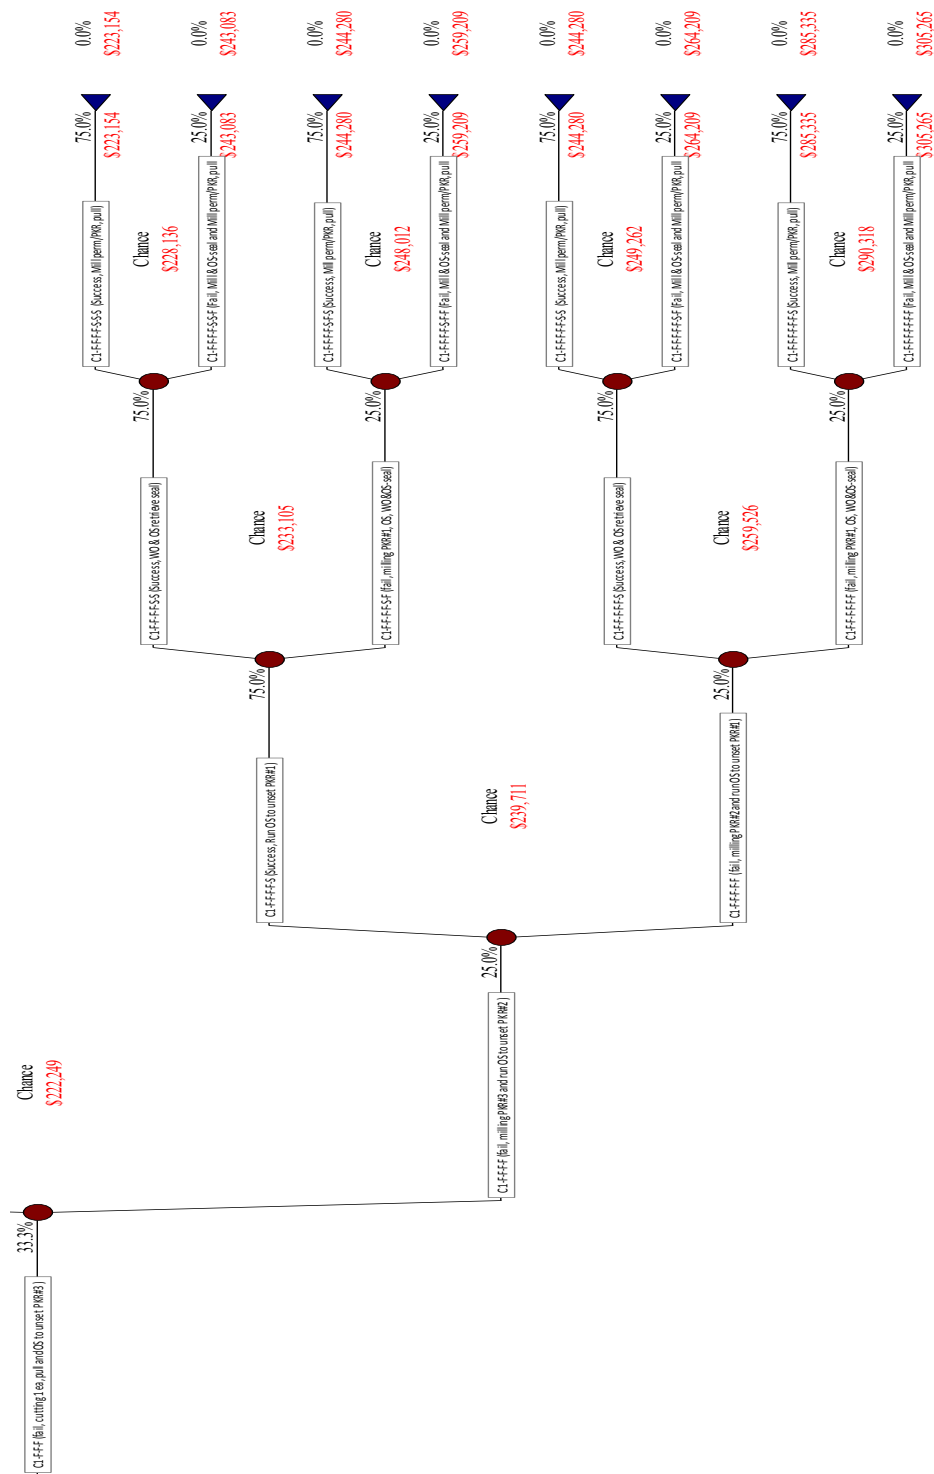 33.3%
C1-F-F-F (fail, cutting 1 ea, pull and OS to unset PKR#3)
Chance
$222,249
75.0%
0.0%
C1-F-F-F-F-S-S-S (Success, Mill perm/PKR, pull)
$223,154
$223,154
75.0%
Chance
C1-F-F-F-F-S-S (Success, WO & OS retrieve seal)
$228,136
25.0%
0.0%
C1-F-F-F-F-S-S-F (Fail, Mill & OS-seal and Mill perm/PKR, pull
$243,083
$243,083
75.0%
Chance
C1-F-F-F-F-S (Success, Run OS to unset PKR#1)
$233,105
75.0%
0.0%
C1-F-F-F-F-S-F-S (Success, Mill perm/PKR, pull)
$244,280
$244,280
25.0%
Chance
C1-F-F-F-F-S-F (fail, milling PKR#1, OS, WO&OS-seal)
$248,012
25.0%
0.0%
C1-F-F-F-F-S-F-F (Fail, Mill & OS-seal and Mill perm/PKR, pull
$259,209
$259,209
25.0%
Chance
C1-F-F-F-F (fail, milling PKR#3 and run OS to unset PKR#2)
$239,711
75.0%
0.0%
C1-F-F-F-F-F-S-S (Success, Mill perm/PKR, pull)
$244,280
$244,280
75.0%
Chance
C1-F-F-F-F-F-S (Success, WO & OS retrieve seal)
$249,262
25.0%
0.0%
C1-F-F-F-F-F-S-F (Fail, Mill & OS-seal and Mill perm/PKR, pull
$264,209
$264,209
25.0%
Chance
C1-F-F-F-F-F (fail, milling PKR#2 and run OS to unset PKR#1)
$259,526
75.0%
0.0%
C1-F-F-F-F-F-F-S (Success, Mill perm/PKR, pull)
$285,335
$285,335
25.0%
Chance
C1-F-F-F-F-F-F (fail, milling PKR#1, OS, WO&OS-seal)
$290,318
25.0%
0.0%
C1-F-F-F-F-F-F-F (Fail, Mill & OS-seal and Mill perm/PKR, pull
$305,265
$305,265